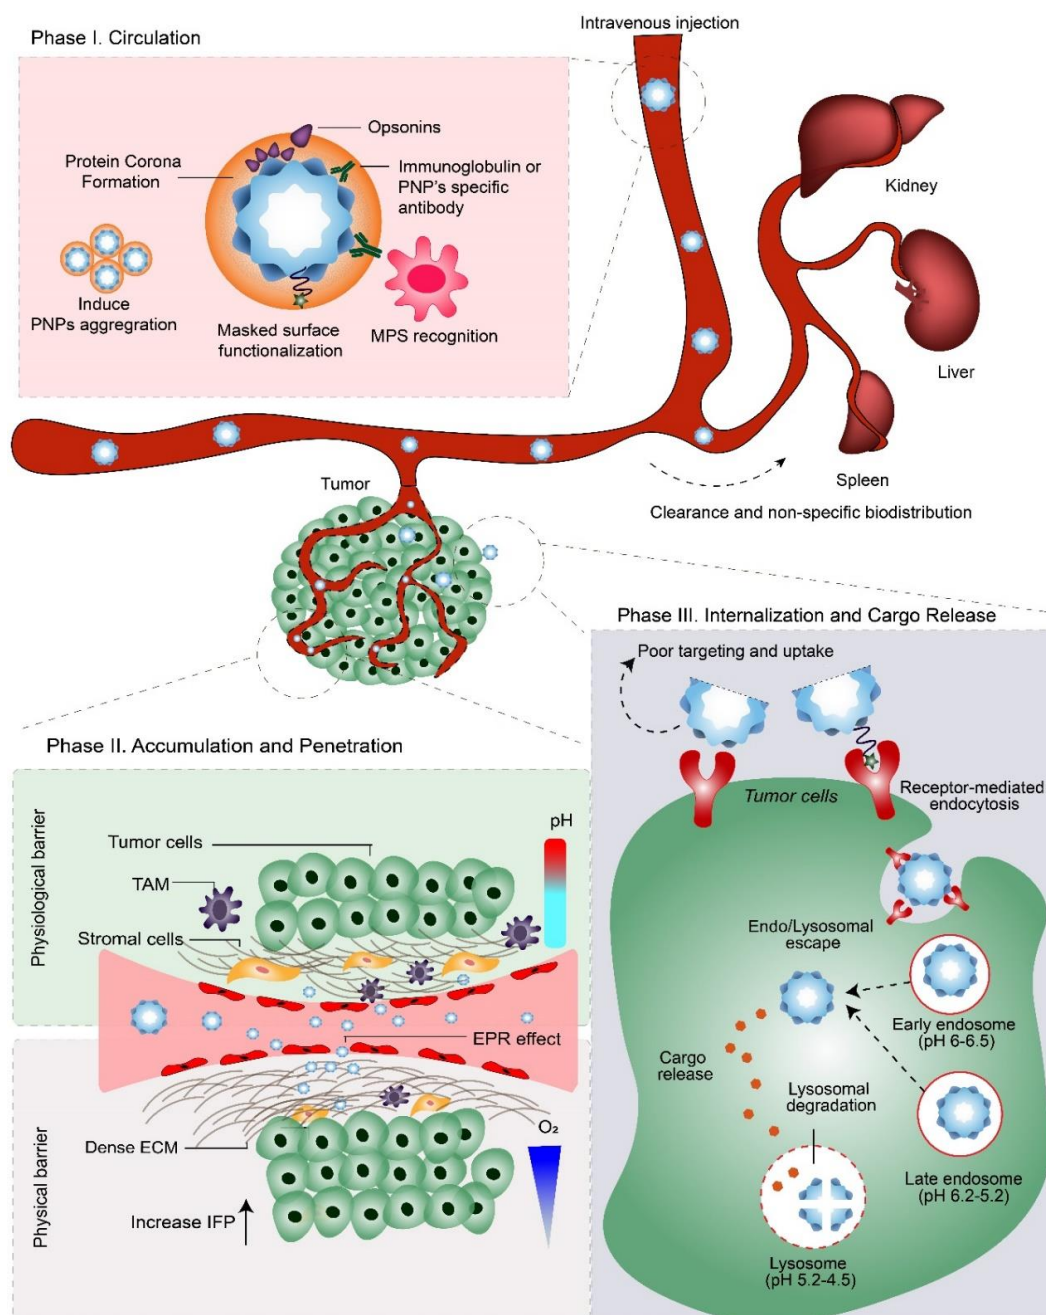 Intravenous injection
Phase I. Circulation
Opsonins
Protein Corona
Formation
Immunoglobulin or
PNP's specific
antibody
Induce
PNPs aggregration
Masked surface
functionalization
MPS recognition
Kidney
Liver
Spleen
Tumor
Clearance and non-specific biodistribution
Phase II. Accumulation and Penetration
Physiological barrier
Tumor cells
TAM
Stromal cells
pH
EPR effect
Physical barrier
Dense ECM
O₂
Increase IFP
Phase III. Internalization and Cargo Release
Poor targeting and uptake
Tumor cells
Receptor-mediated
endocytosis
Endo/Lysosomal
escape
Early endosome
(pH 6-6.5)
Cargo
release
Lysosomal
degradation
Late endosome
(pH 6.2-5.2)
Lysosome
(pH 5.2-4.5)